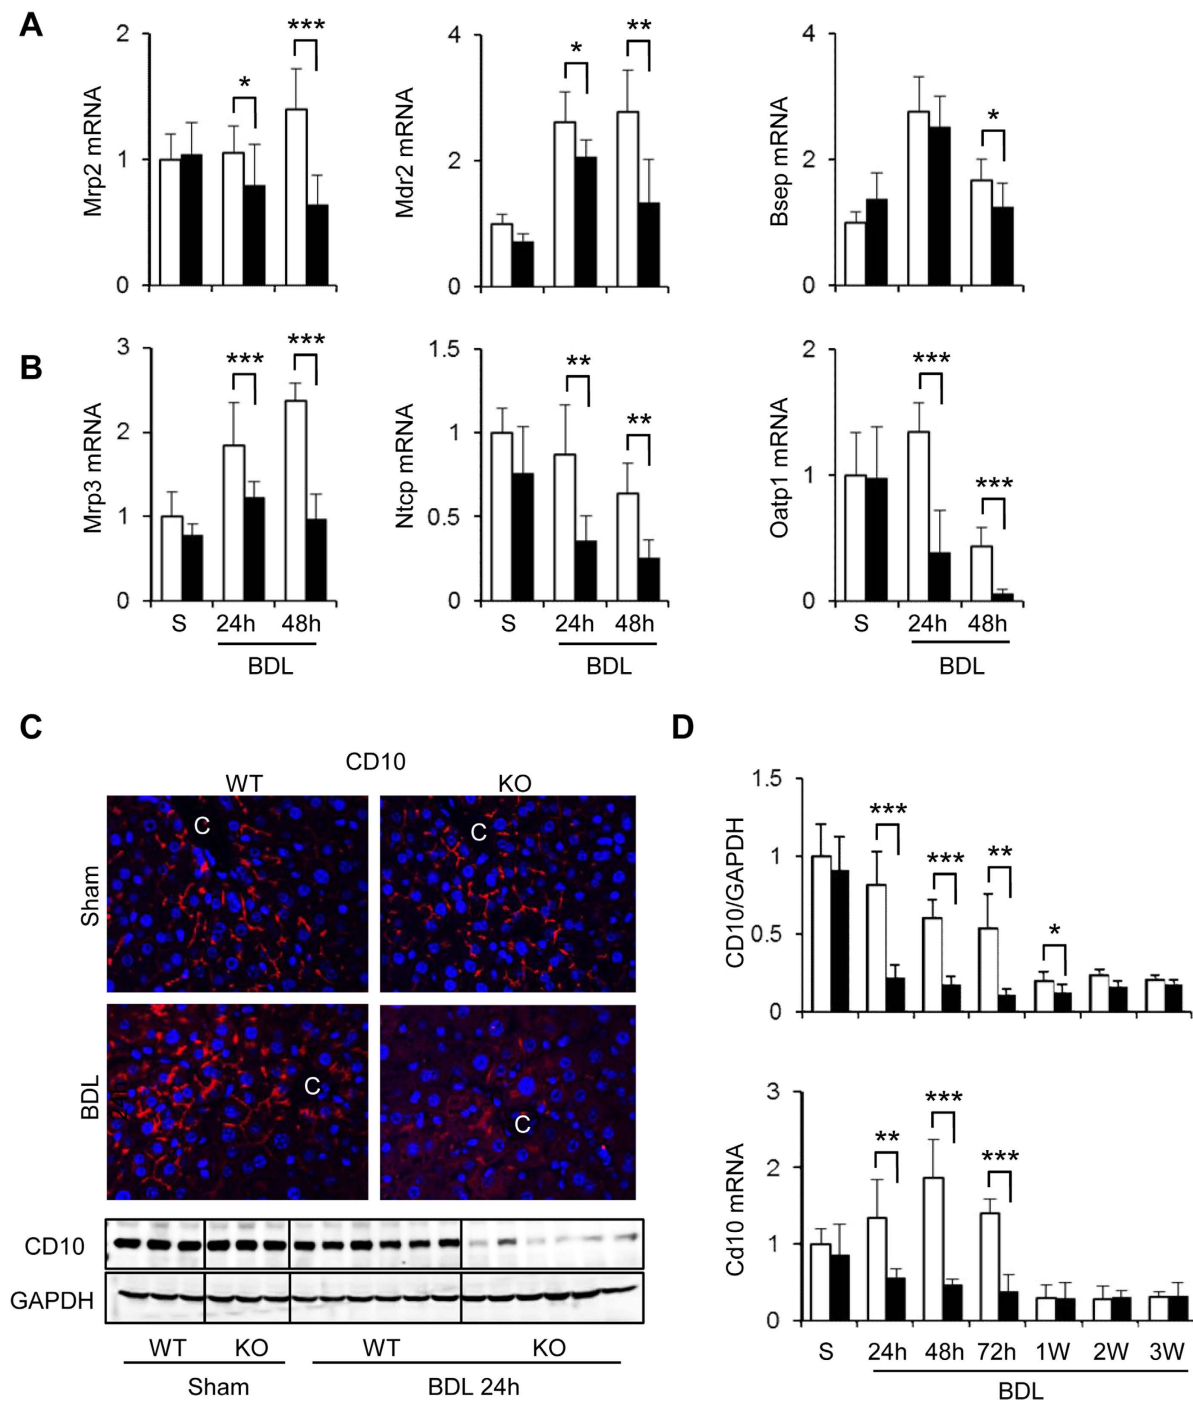 A
Mrp2 mRNA
2
1
0
*
***
Mdr2 mRNA
4
2
0
*
**
Bsep mRNA
4
2
0
*
B
Mrp3 mRNA
3
2
1
0
***
***
S 24h 48h
BDL
Ntcp mRNA
1.5
1
0.5
0
**
**
S 24h 48h
BDL
Oatp1 mRNA
2
1
0
***
***
S 24h 48h
BDL
C
CD10
WT KO
Sham
C C
BDL
C C
CD10
GAPDH
WT KO WT KO
Sham BDL 24h
D
CD10/GAPDH
1.5
1
0.5
0
***
***
**
*
Cd10 mRNA
3
2
1
0
**
***
***
S 24h 48h 72h 1W 2W 3W
BDL